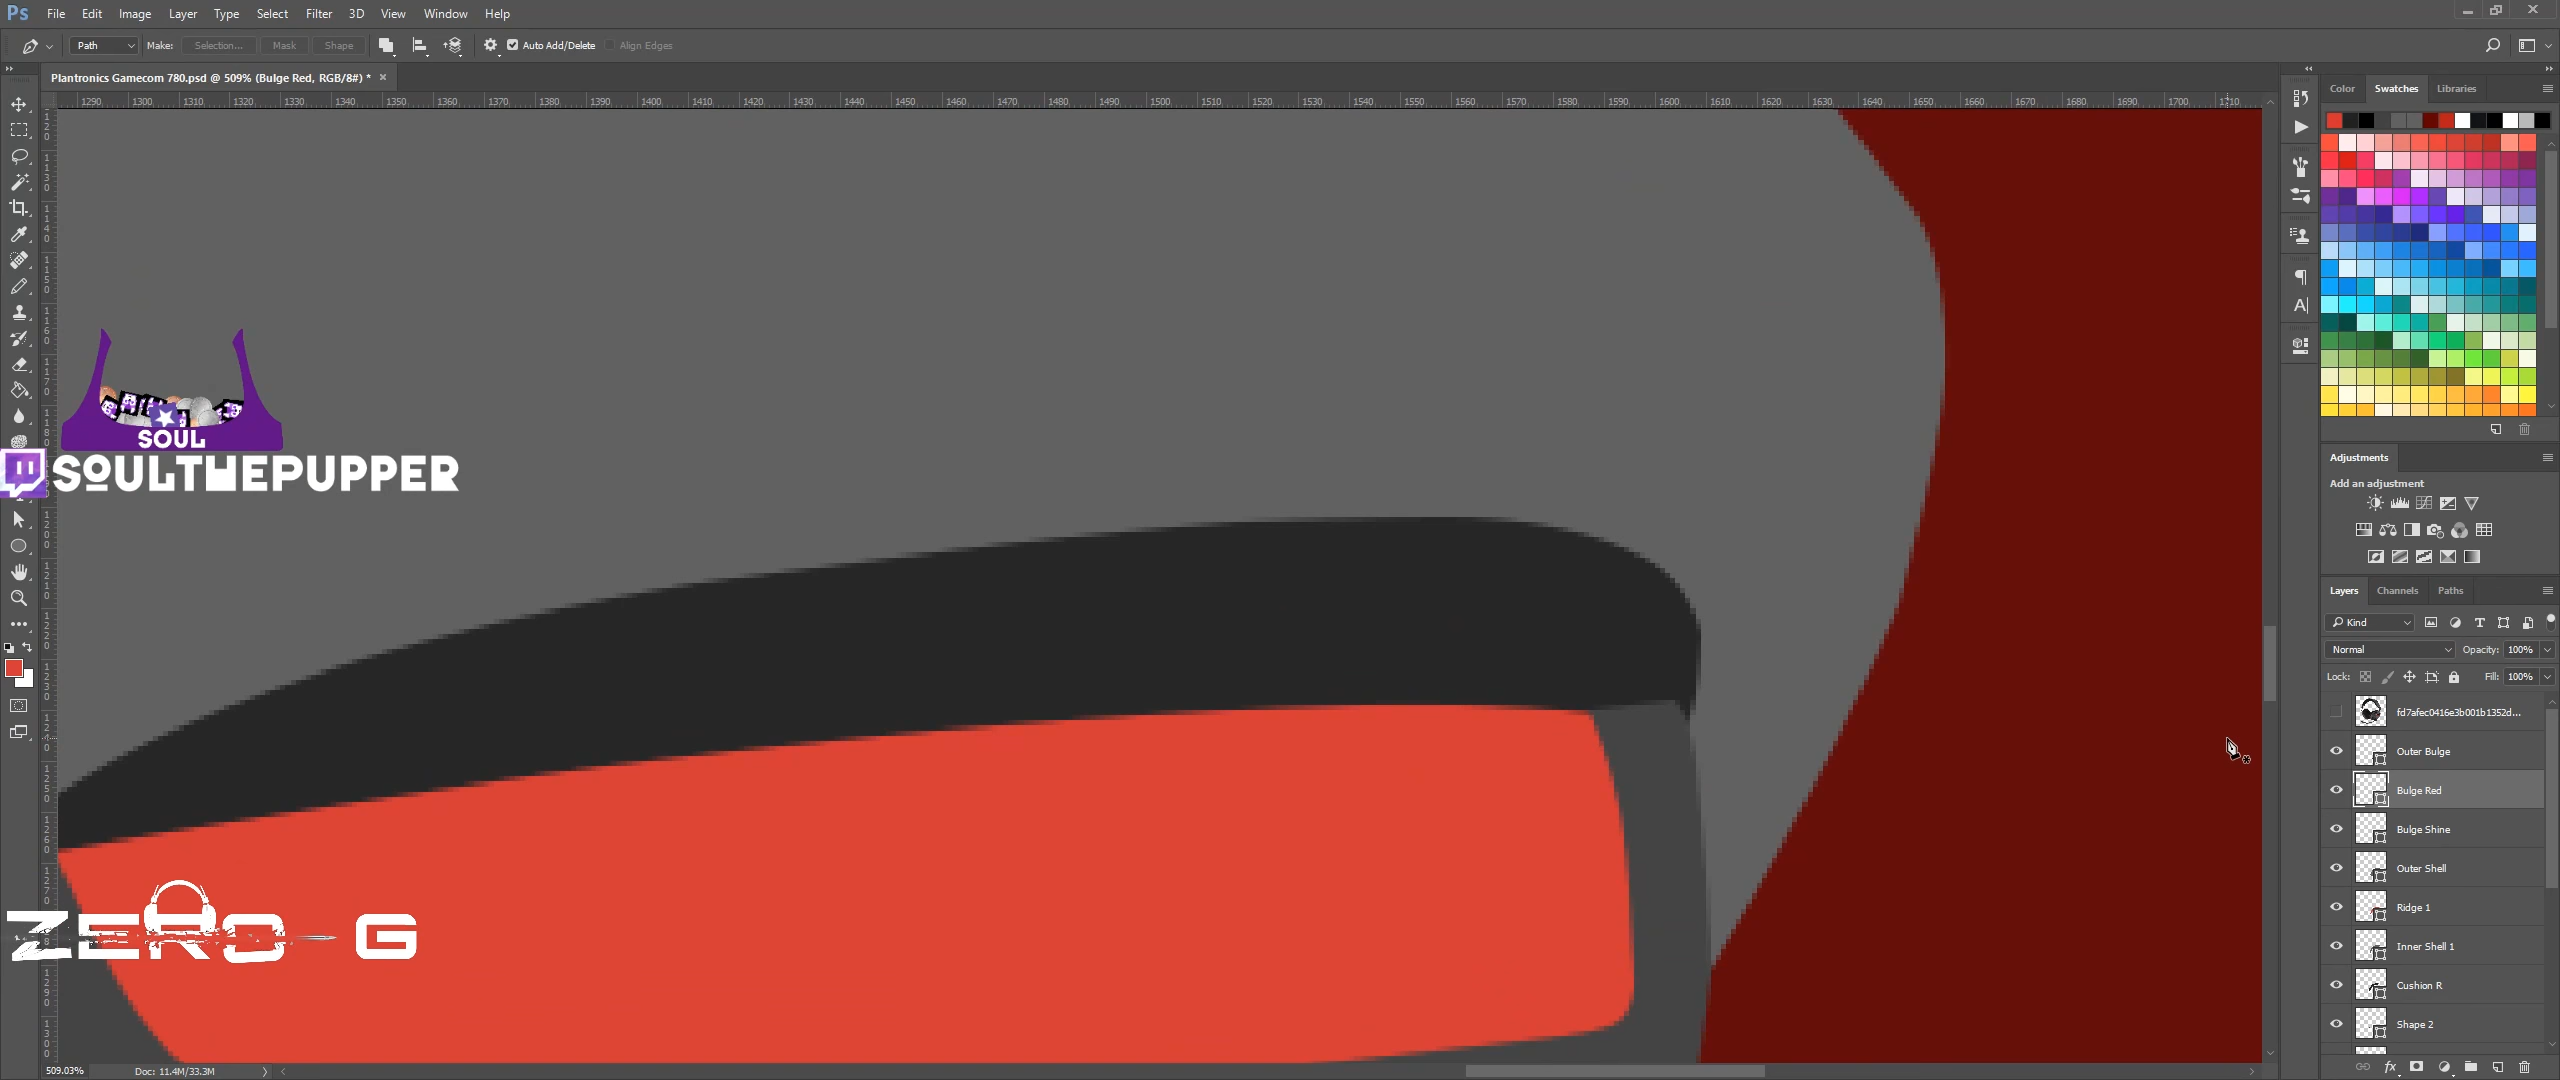 Ps File Edit Image Layer Type Select Filter 3D View Window Help
Path Make: Selection... Mask Shape Auto Add/Delete Align Edges
Plantronics Gamecom 780.psd @ 509% (Bulge Red, RGB/8#) * ×
1290 1300 1310 1320 1330 1340 1350 1360 1370 1380 1390 1400 1410 1420 1430 1440 1450 1460 1470 1480 1490 1500 1510 1520 1530 1540 1550 1560 1570 1580 1590 1600 1610 1620 1630 1640 1650 1660 1670 1680 1690 1700 1710
Color Swatches Libraries
SOUL
SOULTHEPUPPER
Adjustments
Add an adjustment
Layers Channels Paths
Kind
Normal Opacity: 100%
Lock: Fill: 100%
fd7afec0416e3b001b1352d...
Outer Bulge
Bulge Red
Bulge Shine
Outer Shell
Ridge 1
ZERO-G
Inner Shell 1
Cushion R
Shape 2
509.03% Doc: 11.4M/33.3M